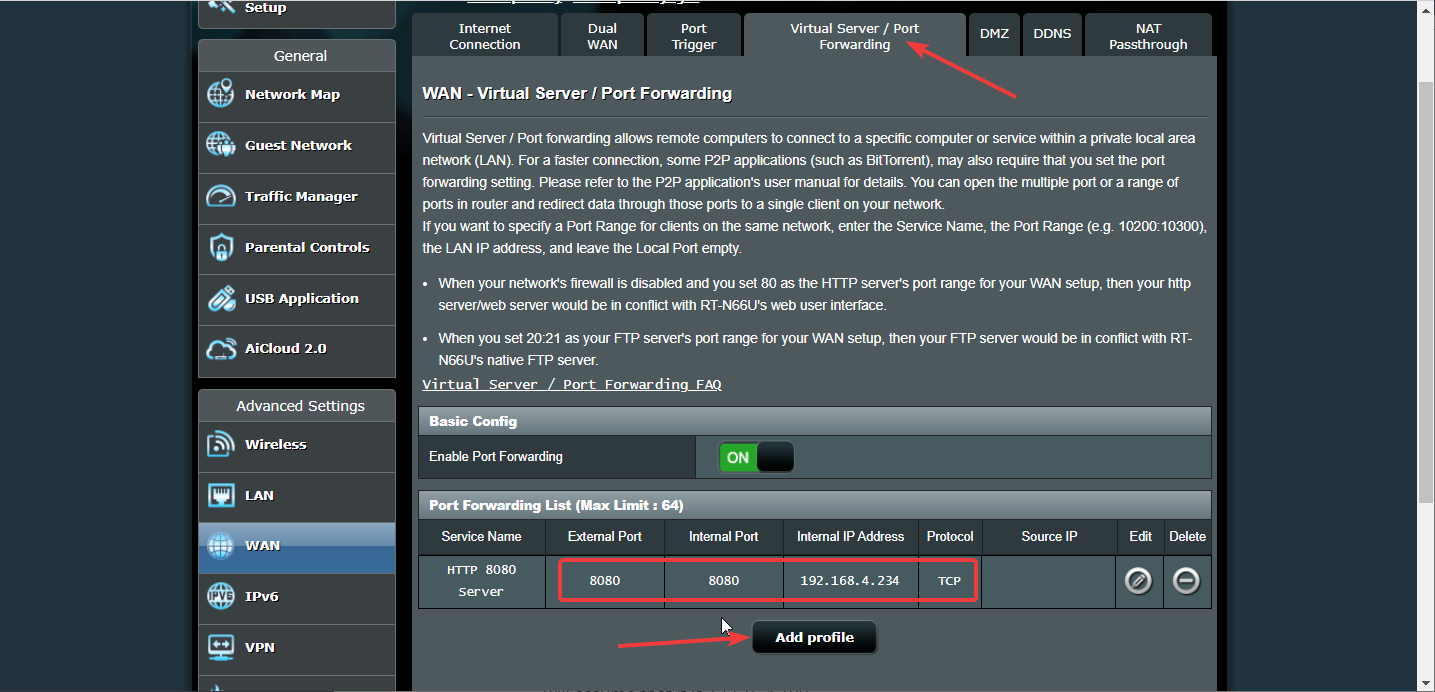 Setup
General
Network Map
Guest Network
Traffic Manager
Parental Controls
USB Application
AiCloud 2.0
Advanced Settings
Wireless
LAN
WAN
IPv6
VPN
Internet
Connection
Dual
WAN
Port
Trigger
Virtual Server / Port
Forwarding
DMZ
DDNS
NAT
Passthrough
WAN - Virtual Server / Port Forwarding
Virtual Server / Port forwarding allows remote computers to connect to a specific computer or service within a private local area
network (LAN). For a faster connection, some P2P applications (such as BitTorrent), may also require that you set the port
forwarding setting. Please refer to the P2P application's user manual for details. You can open the multiple port or a range of
ports in router and redirect data through those ports to a single client on your network.
If you want to specify a Port Range for clients on the same network, enter the Service Name, the Port Range (e.g. 10200:10300),
the LAN IP address, and leave the Local Port empty.
• When your network's firewall is disabled and you set 80 as the HTTP server's port range for your WAN setup, then your http
server/web server would be in conflict with RT-N66U's web user interface.
• When you set 20:21 as your FTP server's port range for your WAN setup, then your FTP server would be in conflict with RT-
N66U's native FTP server.
Virtual Server / Port Forwarding FAQ
Basic Config
Enable Port Forwarding ON
Port Forwarding List (Max Limit : 64)
Service Name External Port Internal Port Internal IP Address Protocol Source IP Edit Delete
HTTP 8080
Server
8080 8080 192.168.4.234 TCP
Add profile